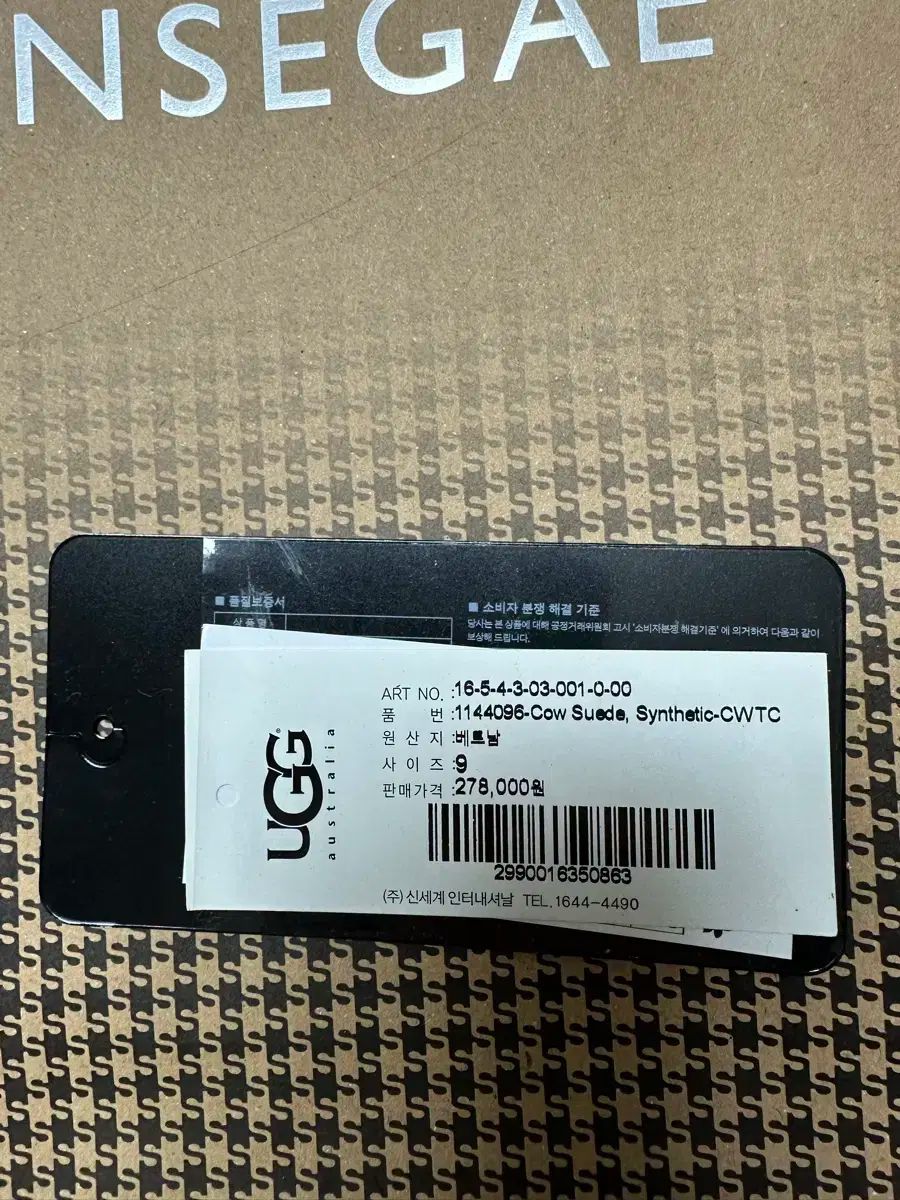 NSEGAE
■ 품질보증서
상 품 명
■ 소비자 분쟁 해결 기준
당사는 본 상품에 대해 공정거래위원회 고시 '소비자분쟁 해결기준' 에 의거하여 다음과 같이
보상해 드립니다.
UGG
australia
ART NO. :16-5-4-3-03-001-0-00
품 번 :1144096-Cow Suede, Synthetic-CWTC
원 산 지 :베트남
사 이 즈 :9
판매가격 :278,000원
2990016350863
(주) 신세계 인터내셔날 TEL.1644-4490